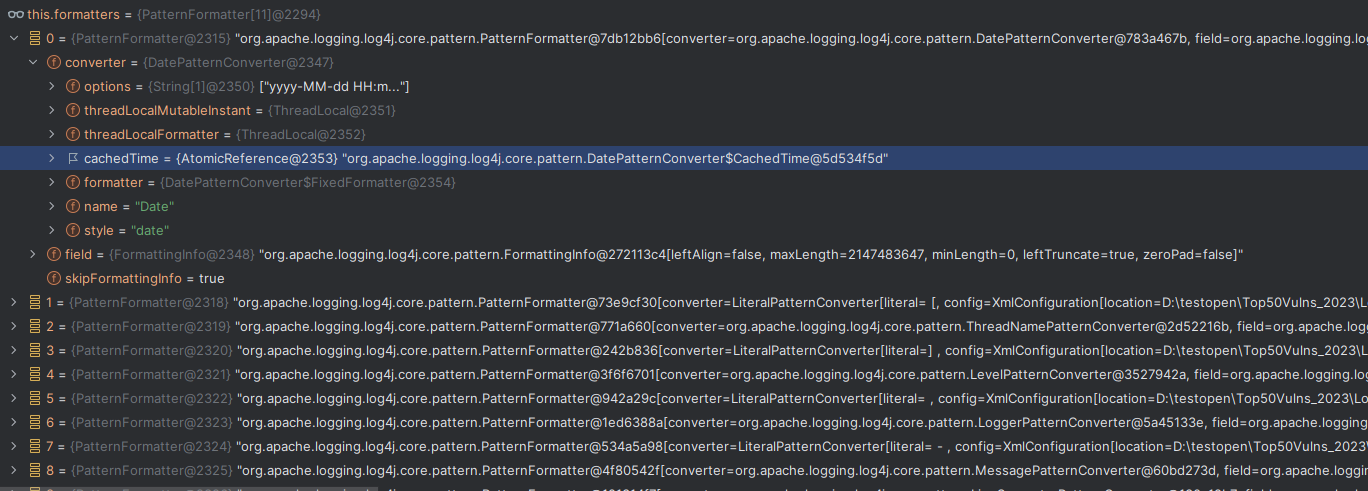 this.formatters = {PatternFormatter[11]@2294}
0 = {PatternFormatter@2315} "org.apache.logging.log4j.core.pattern.PatternFormatter@7db12bb6[converter=org.apache.logging.log4j.core.pattern.DatePatternConverter@783a467b, field=org.apache.logging.lo
converter = {DatePatternConverter@2347}
options = {String[1]@2350} ["yyyy-MM-dd HH:m..."]
threadLocalMutableInstant = {ThreadLocal@2351}
threadLocalFormatter = {ThreadLocal@2352}
cachedTime = {AtomicReference@2353} "org.apache.logging.log4j.core.pattern.DatePatternConverter$CachedTime@5d534f5d"
formatter = {DatePatternConverter$FixedFormatter@2354}
name = "Date"
style = "date"
field = {FormattingInfo@2348} "org.apache.logging.log4j.core.pattern.FormattingInfo@272113c4[leftAlign=false, maxLength=2147483647, minLength=0, leftTruncate=true, zeroPad=false]"
skipFormattingInfo = true
1 = {PatternFormatter@2318} "org.apache.logging.log4j.core.pattern.PatternFormatter@73e9cf30[converter=LiteralPatternConverter[literal= [, config=XmlConfiguration[location=D:\testopen\Top50Vulns_2023\L
2 = {PatternFormatter@2319} "org.apache.logging.log4j.core.pattern.PatternFormatter@771a660[converter=org.apache.logging.log4j.core.pattern.ThreadNamePatternConverter@2d52216b, field=org.apache.log
3 = {PatternFormatter@2320} "org.apache.logging.log4j.core.pattern.PatternFormatter@242b836[converter=LiteralPatternConverter[literal=] , config=XmlConfiguration[location=D:\testopen\Top50Vulns_2023\L
4 = {PatternFormatter@2321} "org.apache.logging.log4j.core.pattern.PatternFormatter@3f6f6701[converter=org.apache.logging.log4j.core.pattern.LevelPatternConverter@3527942a, field=org.apache.logging
5 = {PatternFormatter@2322} "org.apache.logging.log4j.core.pattern.PatternFormatter@942a29c[converter=LiteralPatternConverter[literal= , config=XmlConfiguration[location=D:\testopen\Top50Vulns_2023\Lo
6 = {PatternFormatter@2323} "org.apache.logging.log4j.core.pattern.PatternFormatter@1ed6388a[converter=org.apache.logging.log4j.core.pattern.LoggerPatternConverter@5a45133e, field=org.apache.logging
7 = {PatternFormatter@2324} "org.apache.logging.log4j.core.pattern.PatternFormatter@534a5a98[converter=LiteralPatternConverter[literal= - , config=XmlConfiguration[location=D:\testopen\Top50Vulns_2023
8 = {PatternFormatter@2325} "org.apache.logging.log4j.core.pattern.PatternFormatter@4f80542f[converter=org.apache.logging.log4j.core.pattern.MessagePatternConverter@60bd273d, field=org.apache.loggin